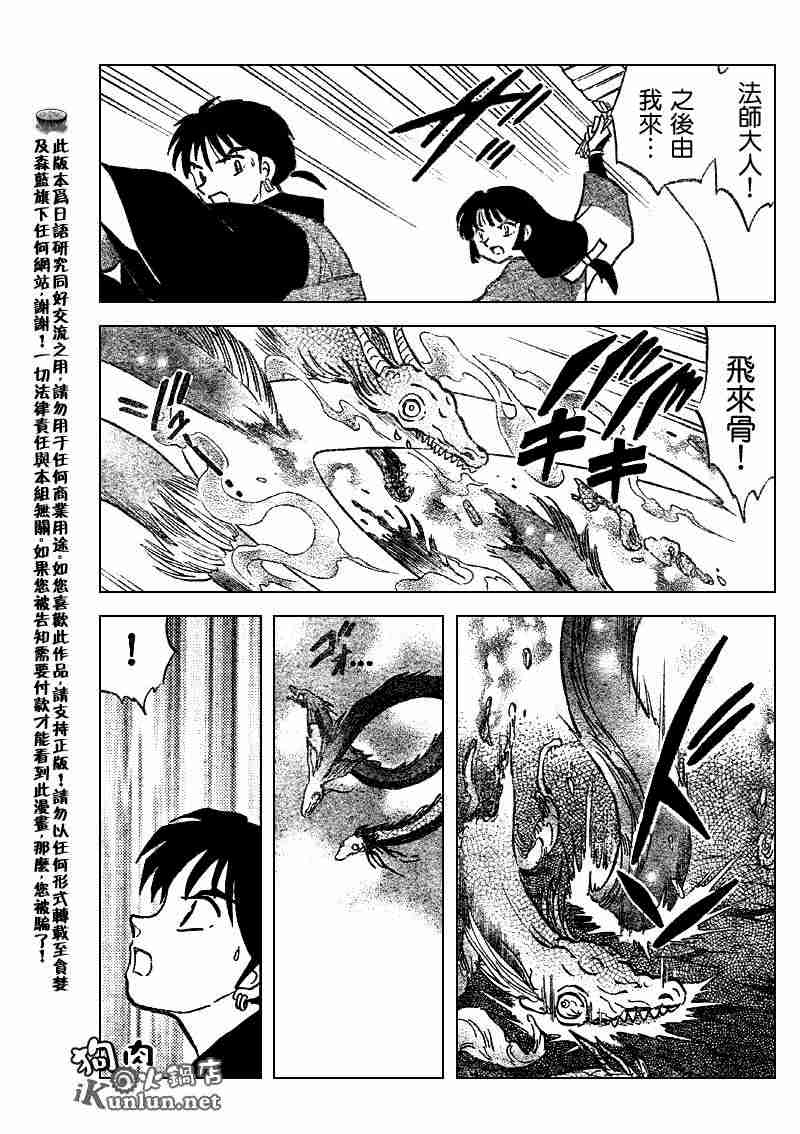 法師大人！
之後由
我來…
飛來骨！
キキ
ゴオ…
！
此版本爲日語研究同好交流之用，請勿用于任何商業用途。如您喜歡此作品，請支持正版！請勿以任何形式轉載至貪婪
及森藍旗下任何網站，謝謝！一切法律責任與本組無關。如果您被告知需要付款才能看到此漫畫，那麼，您被騙了！
狗肉
火鍋店
iKunlun.net